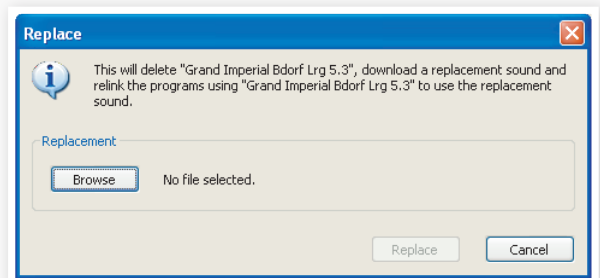 Replace
This will delete "Grand Imperial Bdorf Lrg 5.3", download a replacement sound and
relink the programs using "Grand Imperial Bdorf Lrg 5.3" to use the replacement
sound.
Replacement
Browse No file selected.
Replace Cancel